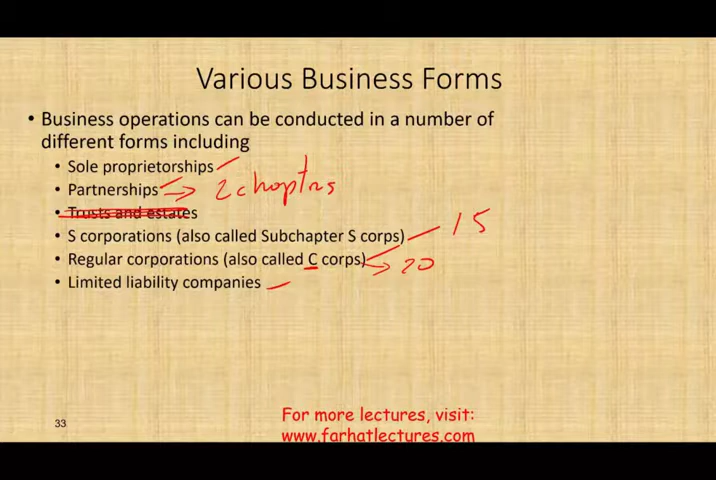 Various Business Forms
• Business operations can be conducted in a number of
different forms including
• Sole proprietorships
• Partnerships → 2 chapters
• Trusts and estates
• S corporations (also called Subchapter S corps) 15
• Regular corporations (also called C corps) → 20
• Limited liability companies
33
For more lectures, visit:
www.farhatlectures.com